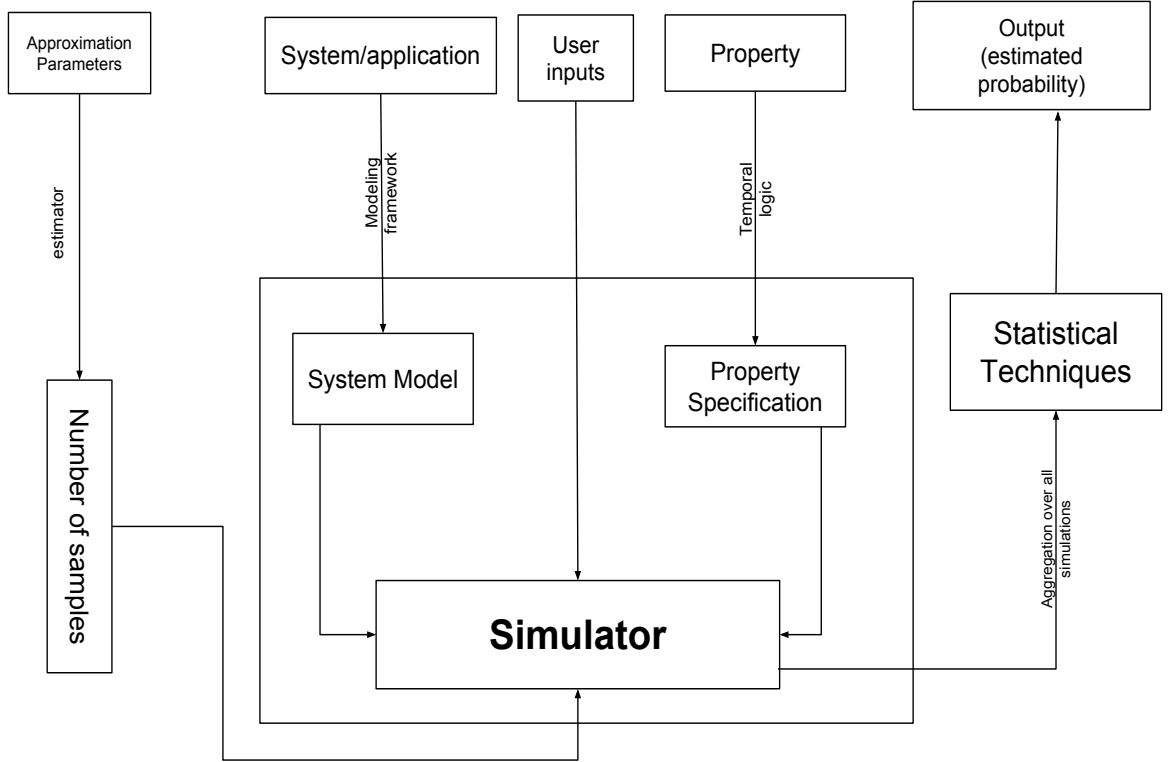 Approximation
Parameters
System/application
User
inputs
Property
Output
(estimated
probability)
estimator
Modeling
framework
Temporal
logic
System Model
Property
Specification
Statistical
Techniques
Number of samples
Aggregation over all
simulations
Simulator